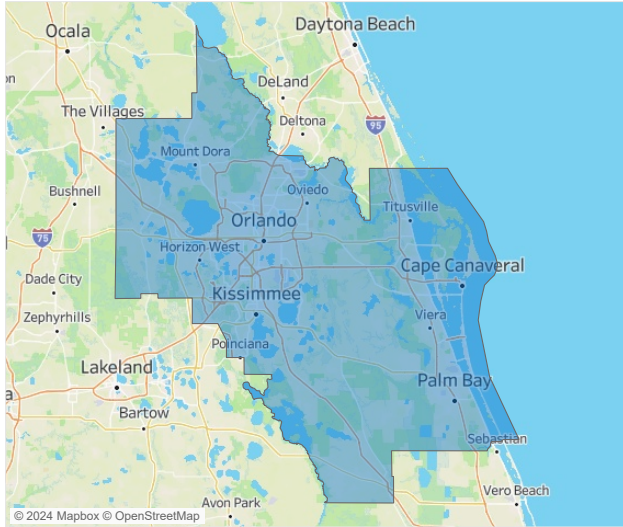 Daytona Beach
Ocala
on
DeLand
The Villages
Deltona
95
Mount Dora
Bushnell
Oviedo
Titusville
Orlando
75
Horizon West
Cape Canaveral
Dade City
Kissimmee
Zephyrhills
Viera
Poinciana
Lakeland
Palm Bay
a
Bartow
Sebastian
Vero Beach
Avon Park
© 2024 Mapbox © OpenStreetMap